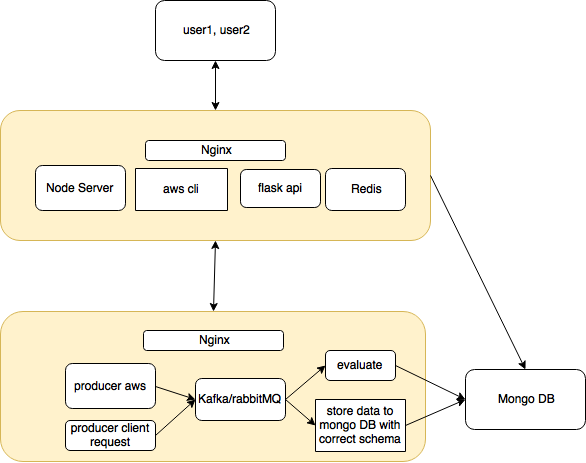 user1, user2
Nginx
Node Server
aws cli
flask api
Redis
Nginx
producer aws
producer client
request
Kafka/rabbitMQ
evaluate
store data to
mongo DB with
correct schema
Mongo DB